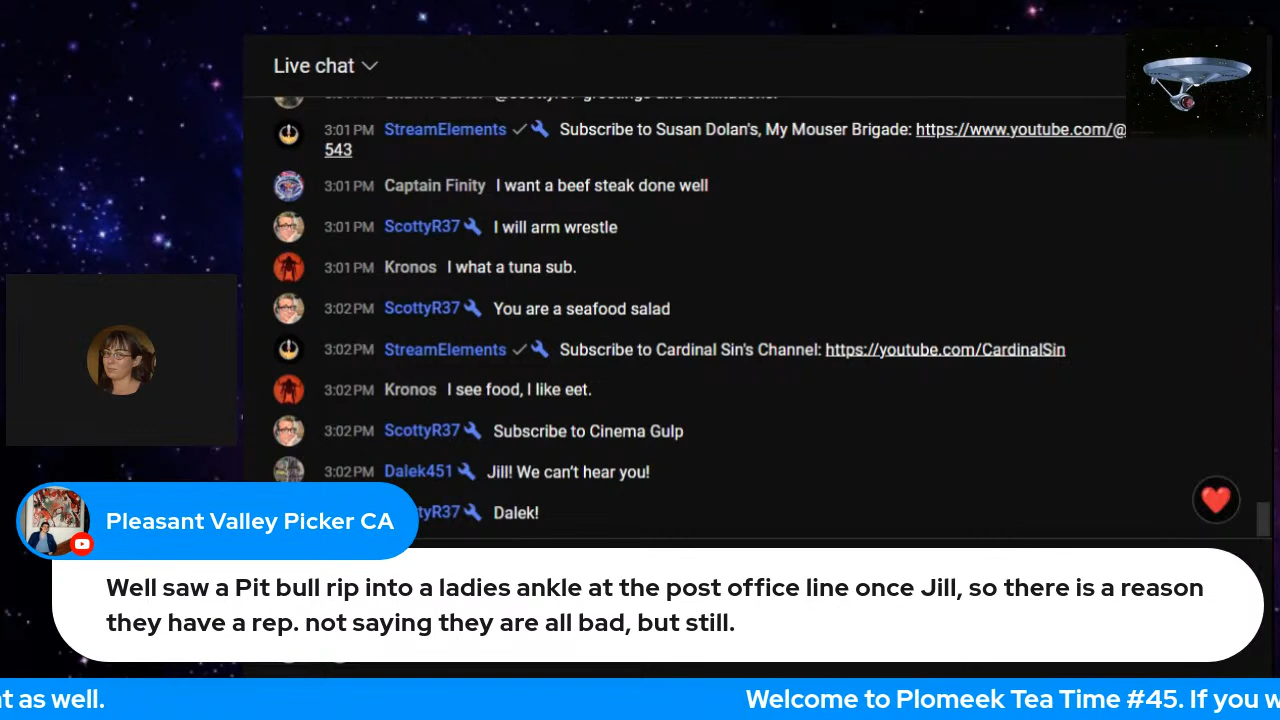 Live chat
3:01 PM StreamElements Subscribe to Susan Dolan's, My Mouser Brigade: https://www.youtube.com/@
543
3:01 PM Captain Finity I want a beef steak done well
3:01 PM ScottyR37 I will arm wrestle
3:01 PM Kronos I what a tuna sub.
3:02 PM ScottyR37 You are a seafood salad
3:02 PM StreamElements Subscribe to Cardinal Sin's Channel: https://youtube.com/CardinalSin
3:02 PM Kronos I see food, I like eet.
3:02 PM ScottyR37 Subscribe to Cinema Gulp
3:02 PM Dalek451 Jill! We can't hear you!
ttyR37 Dalek!
Pleasant Valley Picker CA
Well saw a Pit bull rip into a ladies ankle at the post office line once Jill, so there is a reason
they have a rep. not saying they are all bad, but still.
t as well. Welcome to Plomeek Tea Time #45. If you w